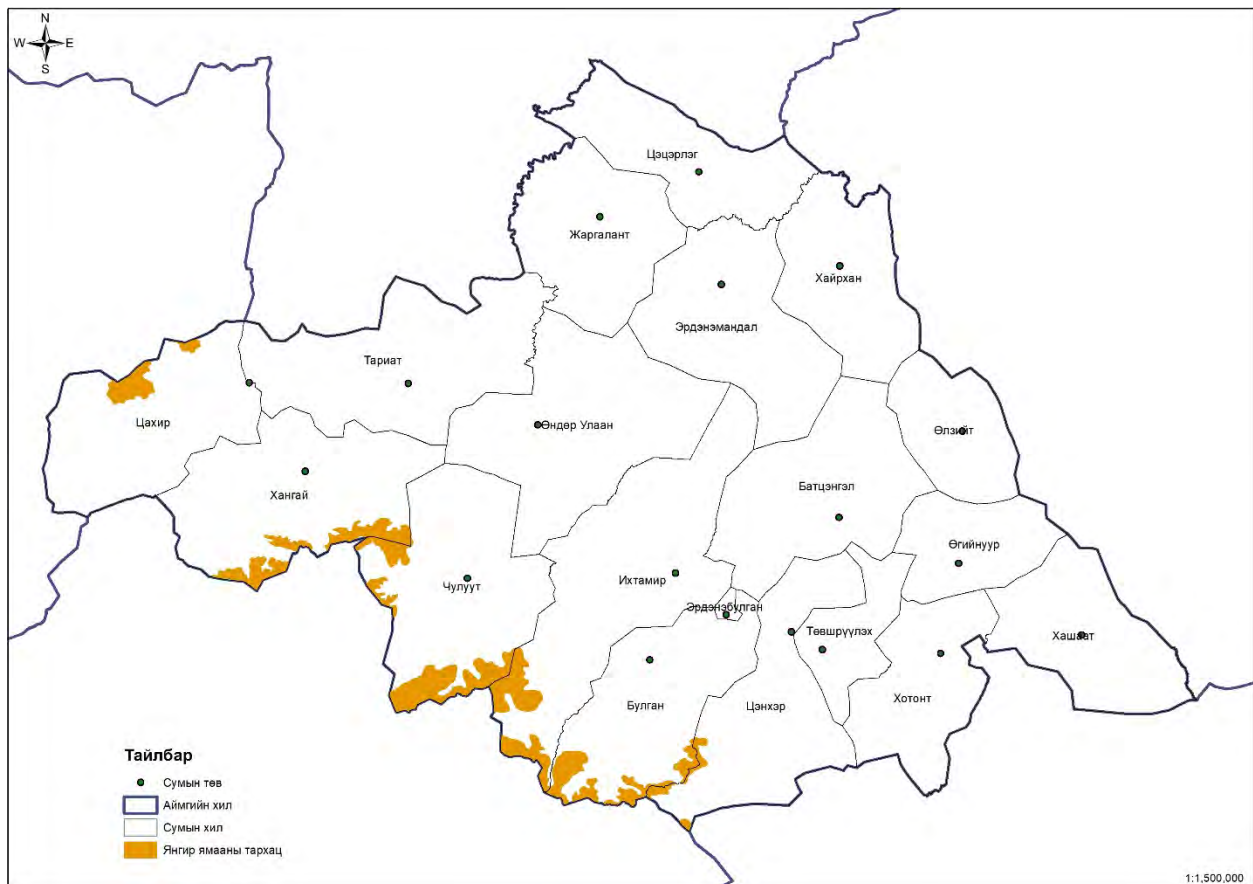 N
W E
S
Цэцэрлэг
Жаргалант
Хайрхан
Эрдэнэмандал
Тариат
Цахир
Өндөр Улаан
Өлзийт
Хангай
Батцэнгэл
Өгийнуур
Чулуут
Ихтамир
Эрдэнэбулган
Төвшрүүлэх
Хашаат
Булган
Цэнхэр
Хотонт
Тайлбар
Сумын төв
Аймгийн хил
Сумын хил
Янгир ямааны тархац
1:1,500,000